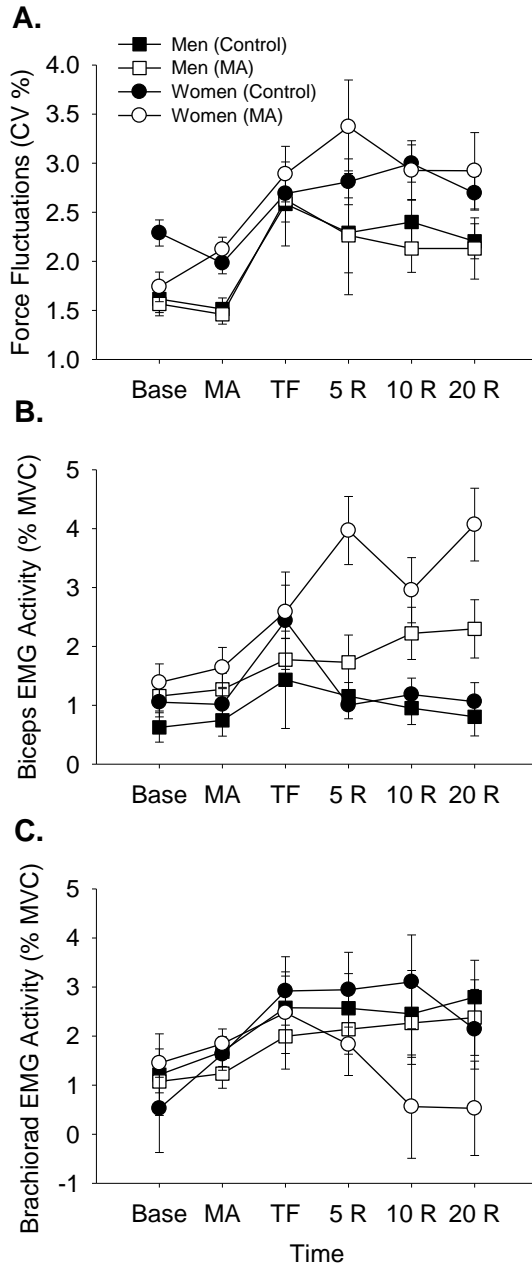 A.
Men (Control)
Men (MA)
Women (Control)
Women (MA)
Force Fluctuations (CV %)
4.0
3.5
3.0
2.5
2.0
1.5
1.0
Base MA TF 5 R 10 R 20 R
B.
Biceps EMG Activity (% MVC)
5
4
3
2
1
0
Base MA TF 5 R 10 R 20 R
C.
Brachiorad EMG Activity (% MVC)
5
4
3
2
1
0
-1
Base MA TF 5 R 10 R 20 R
Time